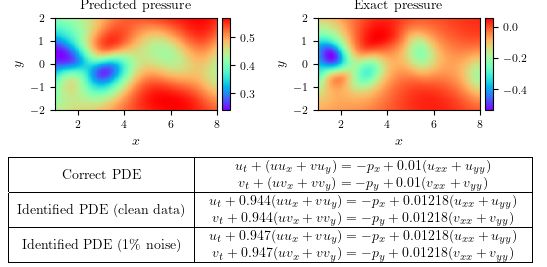 Predicted pressure
Exact pressure
2
1
0
−1
−2
y
2
4
6
8
x
0.5
0.4
0.3
2
1
0
−1
−2
y
2
4
6
8
x
0.0
−0.2
−0.4
Correct PDE
u_t + (uu_x + vu_y) = −p_x + 0.01(u_xx + u_yy)
v_t + (uv_x + vv_y) = −p_y + 0.01(v_xx + v_yy)
Identified PDE (clean data)
u_t + 0.944(uu_x + vu_y) = −p_x + 0.01218(u_xx + u_yy)
v_t + 0.944(uv_x + vv_y) = −p_y + 0.01218(v_xx + v_yy)
Identified PDE (1% noise)
u_t + 0.947(uu_x + vu_y) = −p_x + 0.01218(u_xx + u_yy)
v_t + 0.947(uv_x + vv_y) = −p_y + 0.01218(v_xx + v_yy)